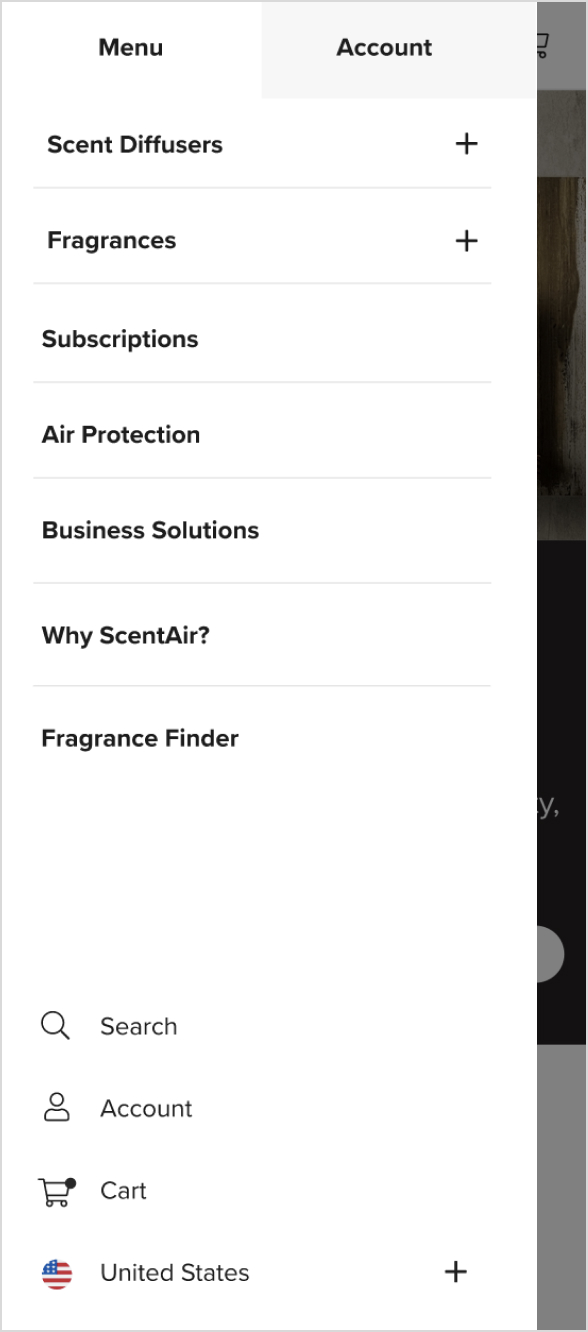 Menu
Account
Scent Diffusers
Fragrances
Subscriptions
Air Protection
Business Solutions
Why ScentAir?
Fragrance Finder
Search
Account
Cart
United States